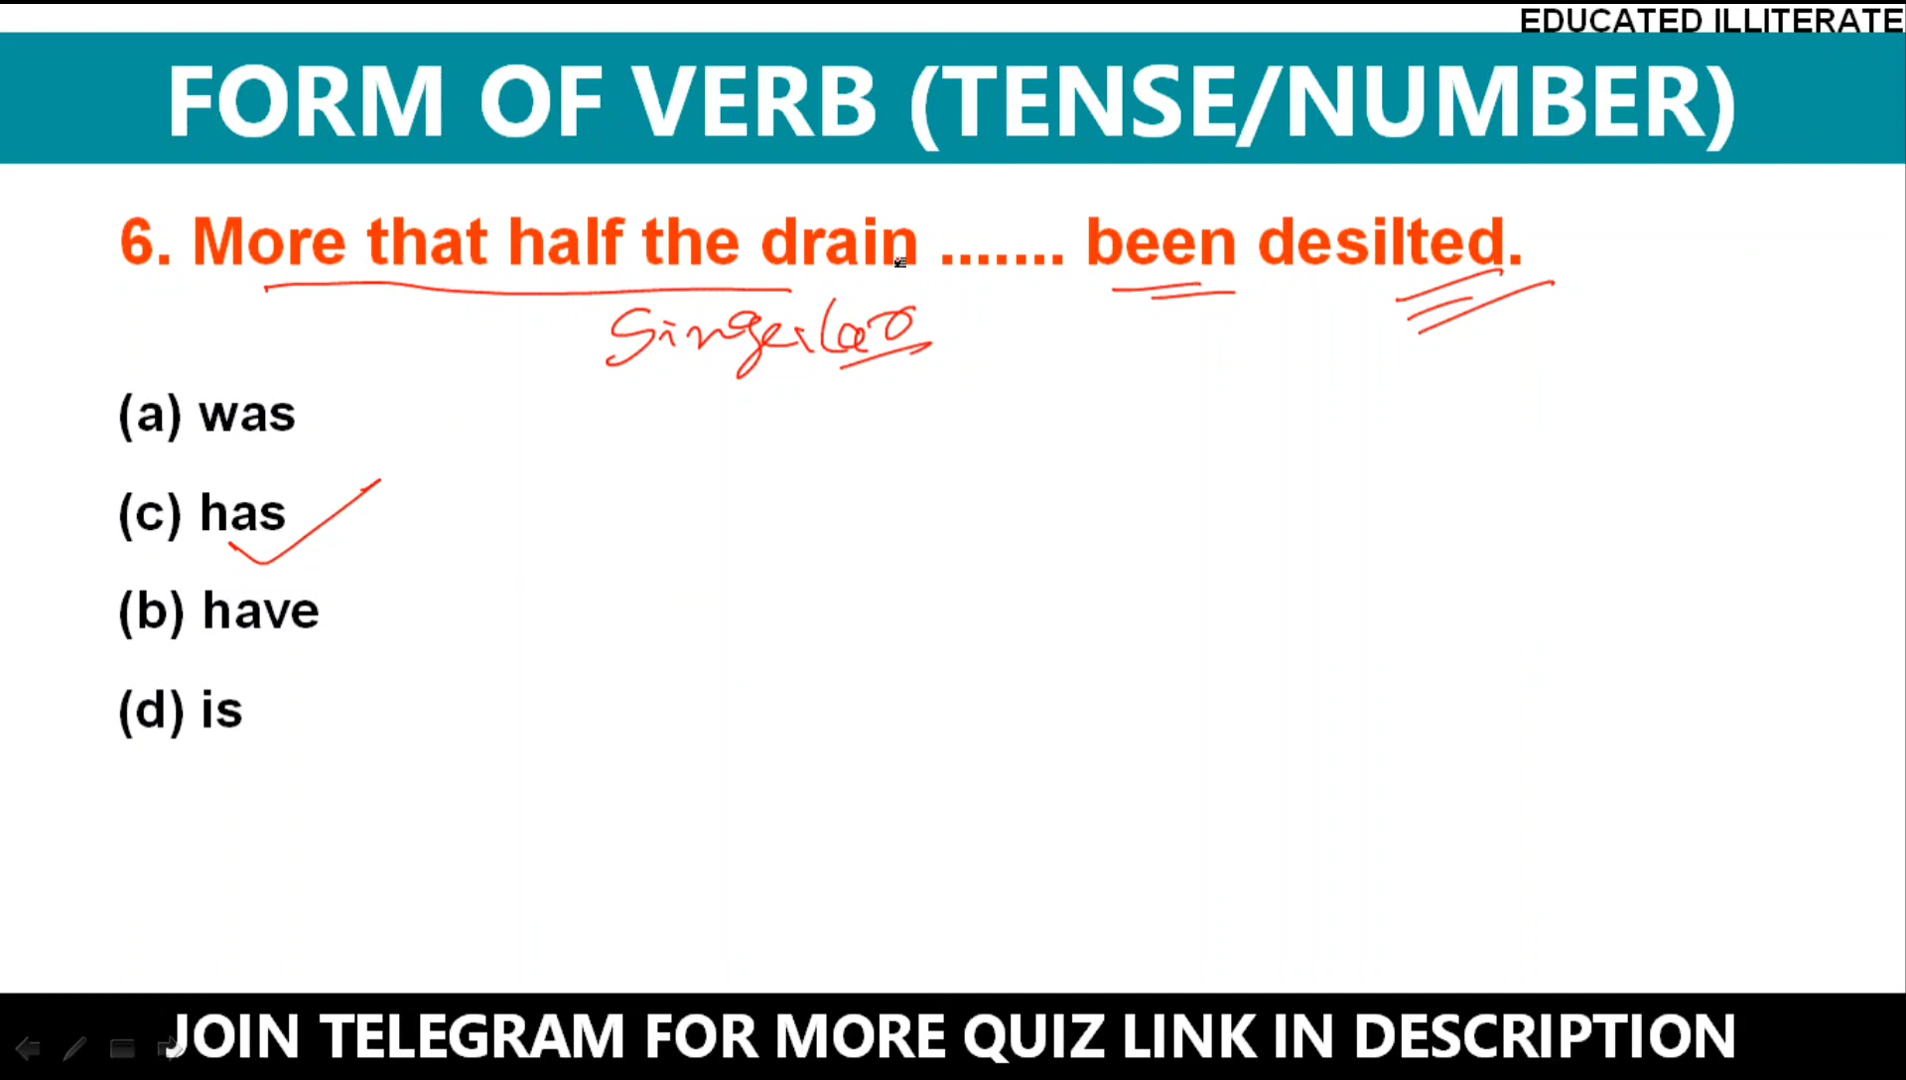 EDUCATED ILLITERATE
FORM OF VERB (TENSE/NUMBER)
6. More that half the drain ....... been desilted.
Singular
(a) was
(c) has
(b) have
(d) is
JOIN TELEGRAM FOR MORE QUIZ LINK IN DESCRIPTION